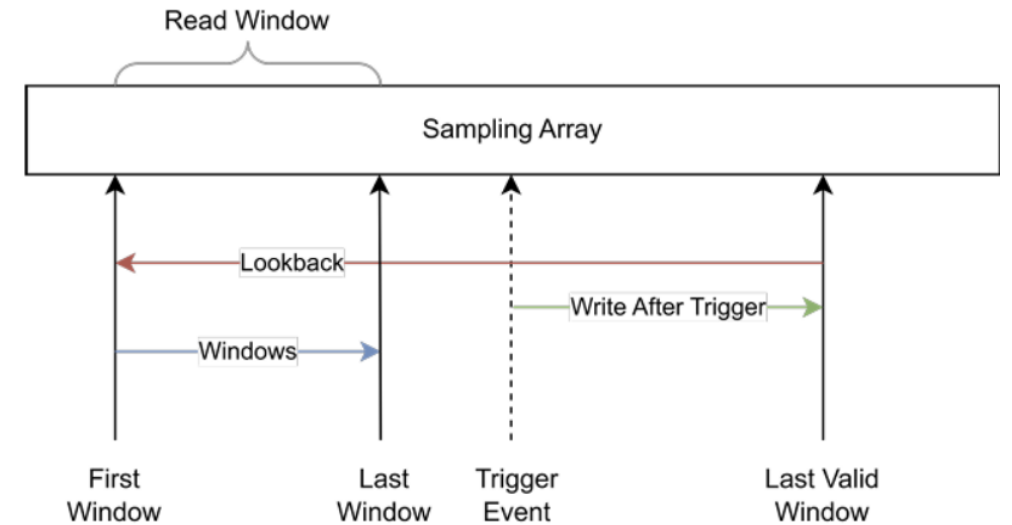 Read Window
Sampling Array
Lookback
Write After Trigger
Windows
First
Window
Last
Window
Trigger
Event
Last Valid
Window